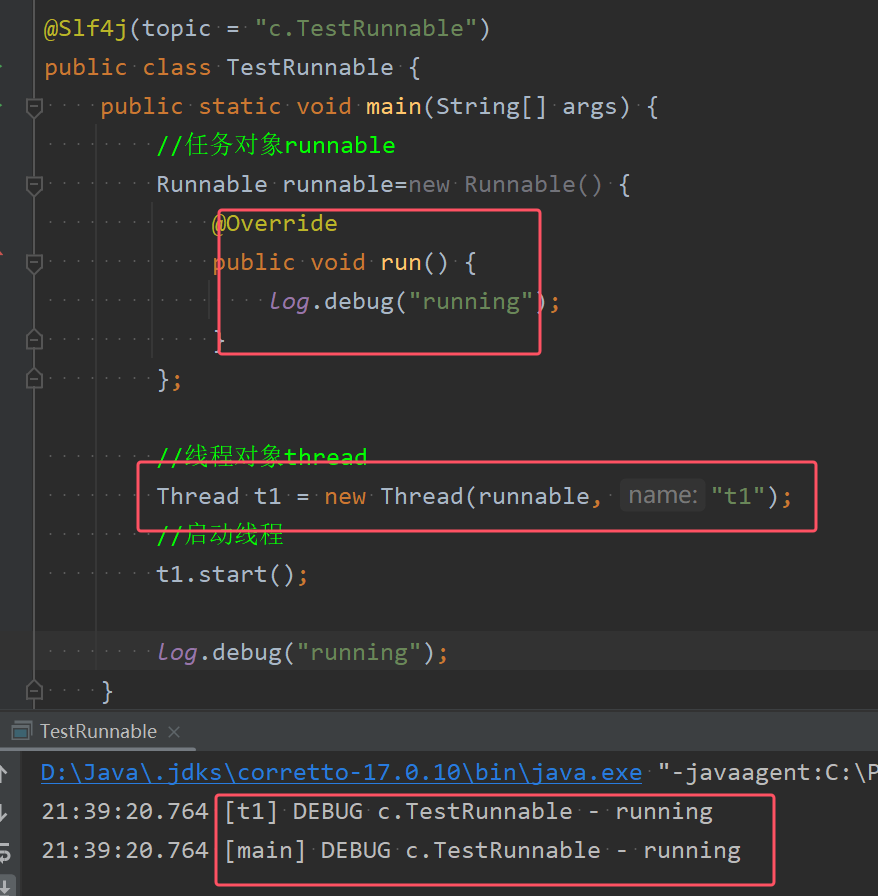 @Slf4j(topic = "c.TestRunnable")
public class TestRunnable {
    public static void main(String[] args) {
        //任务对象runnable
        Runnable runnable=new Runnable() {
            @Override
            public void run() {
                log.debug("running");
            }
        };

        //线程对象thread
        Thread t1 = new Thread(runnable, name: "t1");
        //启动线程
        t1.start();

        log.debug("running");
    }
TestRunnable ×
D:\Java\.jdks\corretto-17.0.10\bin\java.exe "-javaagent:C:\P
21:39:20.764 [t1] DEBUG c.TestRunnable - running
21:39:20.764 [main] DEBUG c.TestRunnable - running